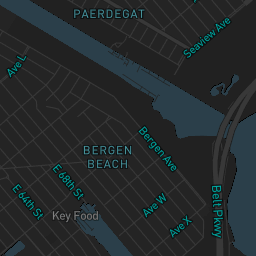 PAERDEGAT
Seaview Ave
Ave L
Bergen Ave
BERGEN
BEACH
E 68th St
E 64th St
Key Food
Ave W
Ave X
Belt Pkwy